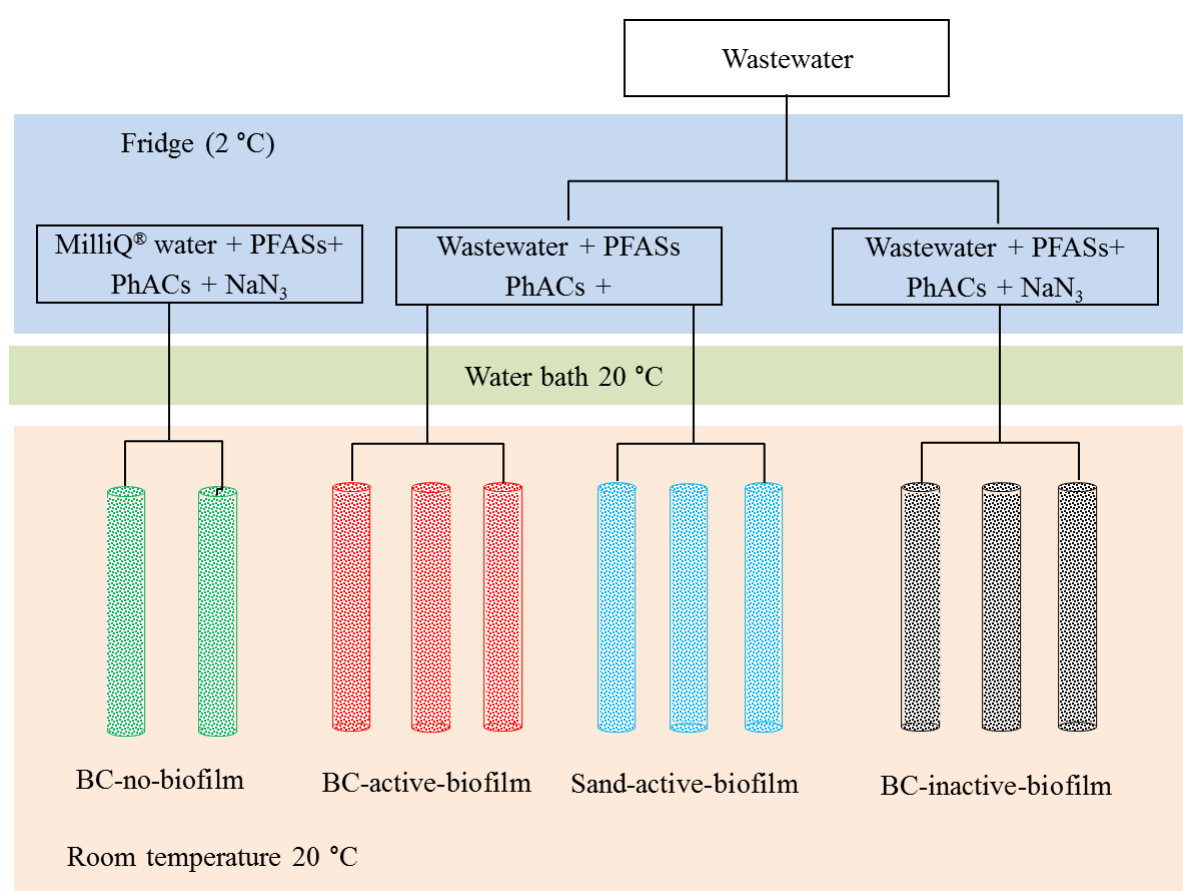 Wastewater
Fridge (2 °C)
MilliQ® water + PFASs+
PhACs + NaN₃
Wastewater + PFASs
PhACs +
Wastewater + PFASs+
PhACs + NaN₃
Water bath 20 °C
BC-no-biofilm
BC-active-biofilm
Sand-active-biofilm
BC-inactive-biofilm
Room temperature 20 °C